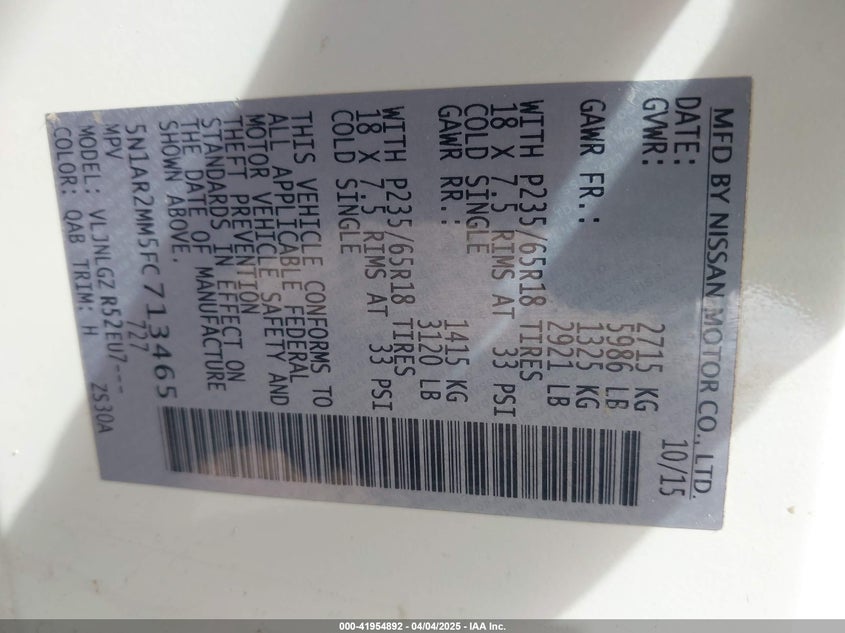 MFD BY NISSAN MOTOR CO., LTD.
DATE: 10/15
GVWR: 2715 KG
5986 LB
GAWR FR.: 1325 KG
2921 LB
WITH P235/65R18 TIRES
18 X 7.5 RIMS AT 33 PSI
COLD SINGLE
GAWR RR.: 1415 KG
3120 LB
WITH P235/65R18 TIRES
18 X 7.5 RIMS AT 33 PSI
COLD SINGLE
THIS VEHICLE CONFORMS TO
ALL APPLICABLE FEDERAL
MOTOR VEHICLE SAFETY AND
THEFT PREVENTION
STANDARDS IN EFFECT ON
THE DATE OF MANUFACTURE
SHOWN ABOVE.
5N1AR2MM5FC713465
MPV 727
MODEL: VLJNLGZ R52EU7---
COLOR: QAB TRIM: H ZS30A
000-41954892 - 04/04/2025 - IAA Inc.